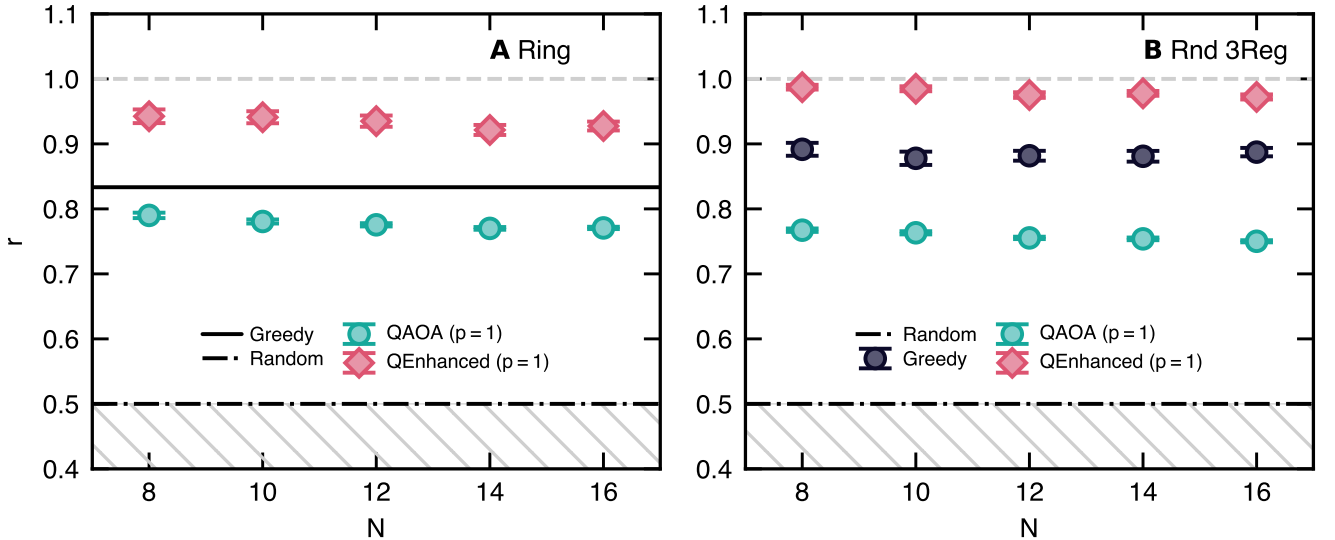 A Ring
1.1
1.0
0.9
0.8
0.7
0.6
0.5
0.4
r
Greedy
Random
QAOA (p = 1)
QEnhanced (p = 1)
8 10 12 14 16
N
B Rnd 3Reg
1.1
1.0
0.9
0.8
0.7
0.6
0.5
0.4
Random
Greedy
QAOA (p = 1)
QEnhanced (p = 1)
8 10 12 14 16
N